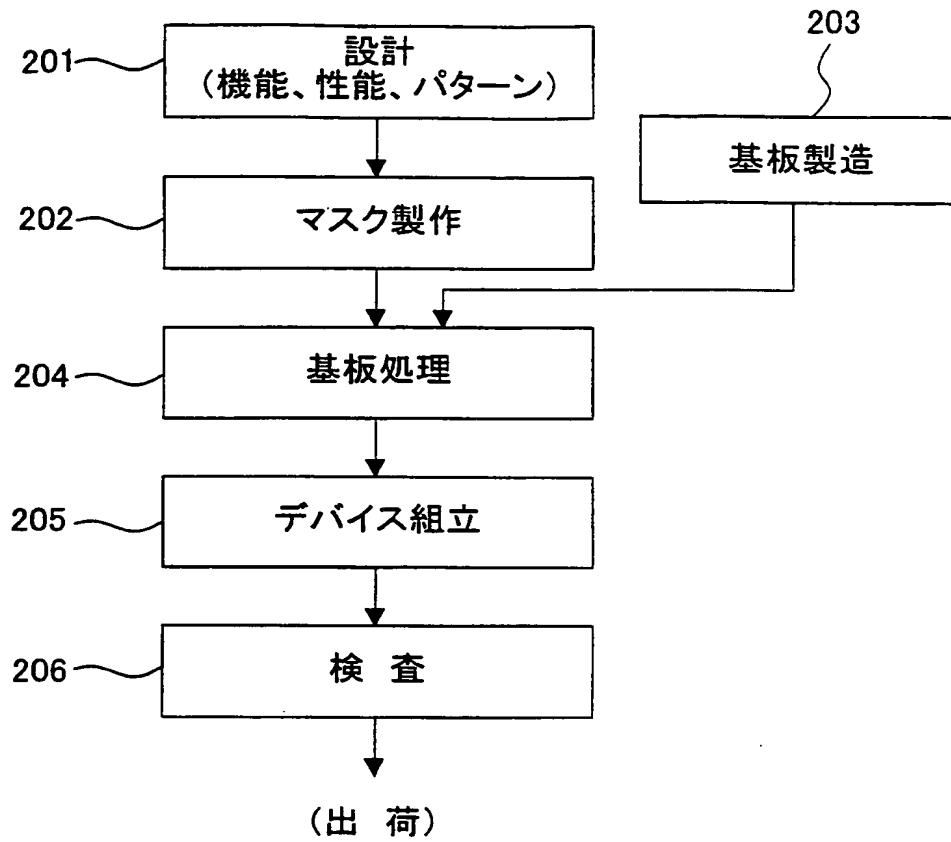 201
設計
(機能、性能、パターン)
203
基板製造
202
マスク製作
204
基板処理
205
デバイス組立
206
検 査
(出 荷)